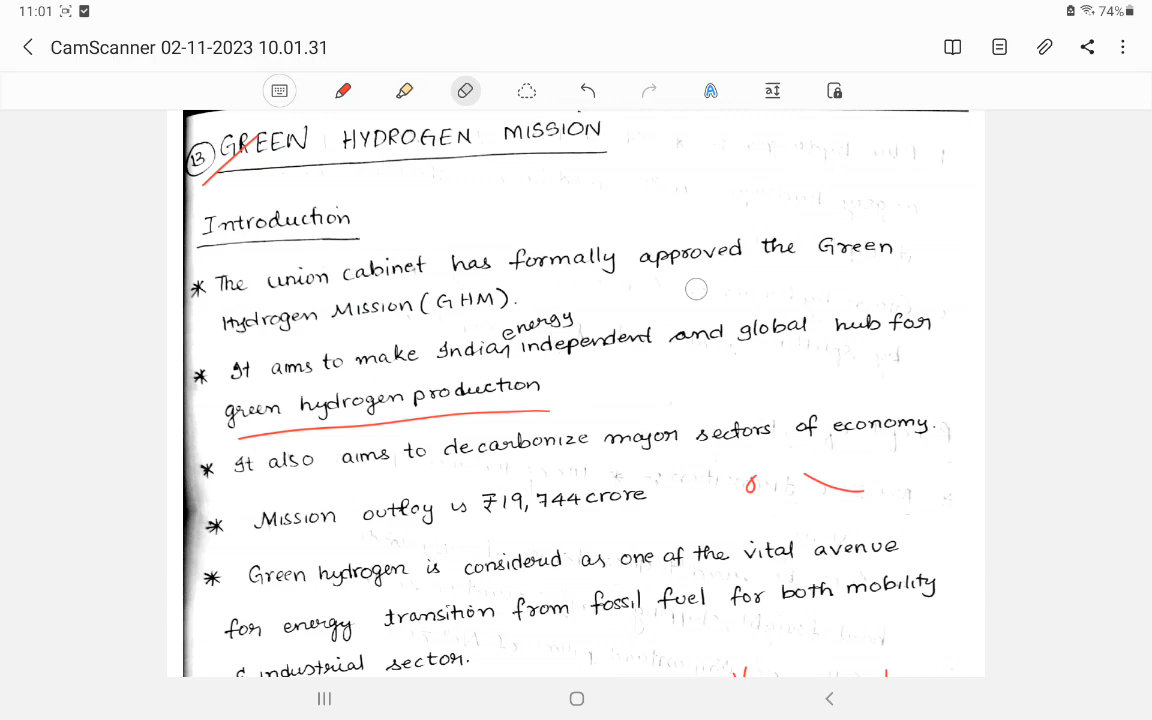 11:01
74%
CamScanner 02-11-2023 10.01.31
13 GREEN HYDROGEN MISSION
Introduction
* The union cabinet has formally approved the Green
Hydrogen Mission (GHM).
energy
* It aims to make India independent and global hub for
green hydrogen production
* It also aims to decarbonize major sectors of economy.
* Mission outlay is ₹19,744 crore
* Green hydrogen is considered as one of the vital avenue
for energy transition from fossil fuel for both mobility
& industrial sector.